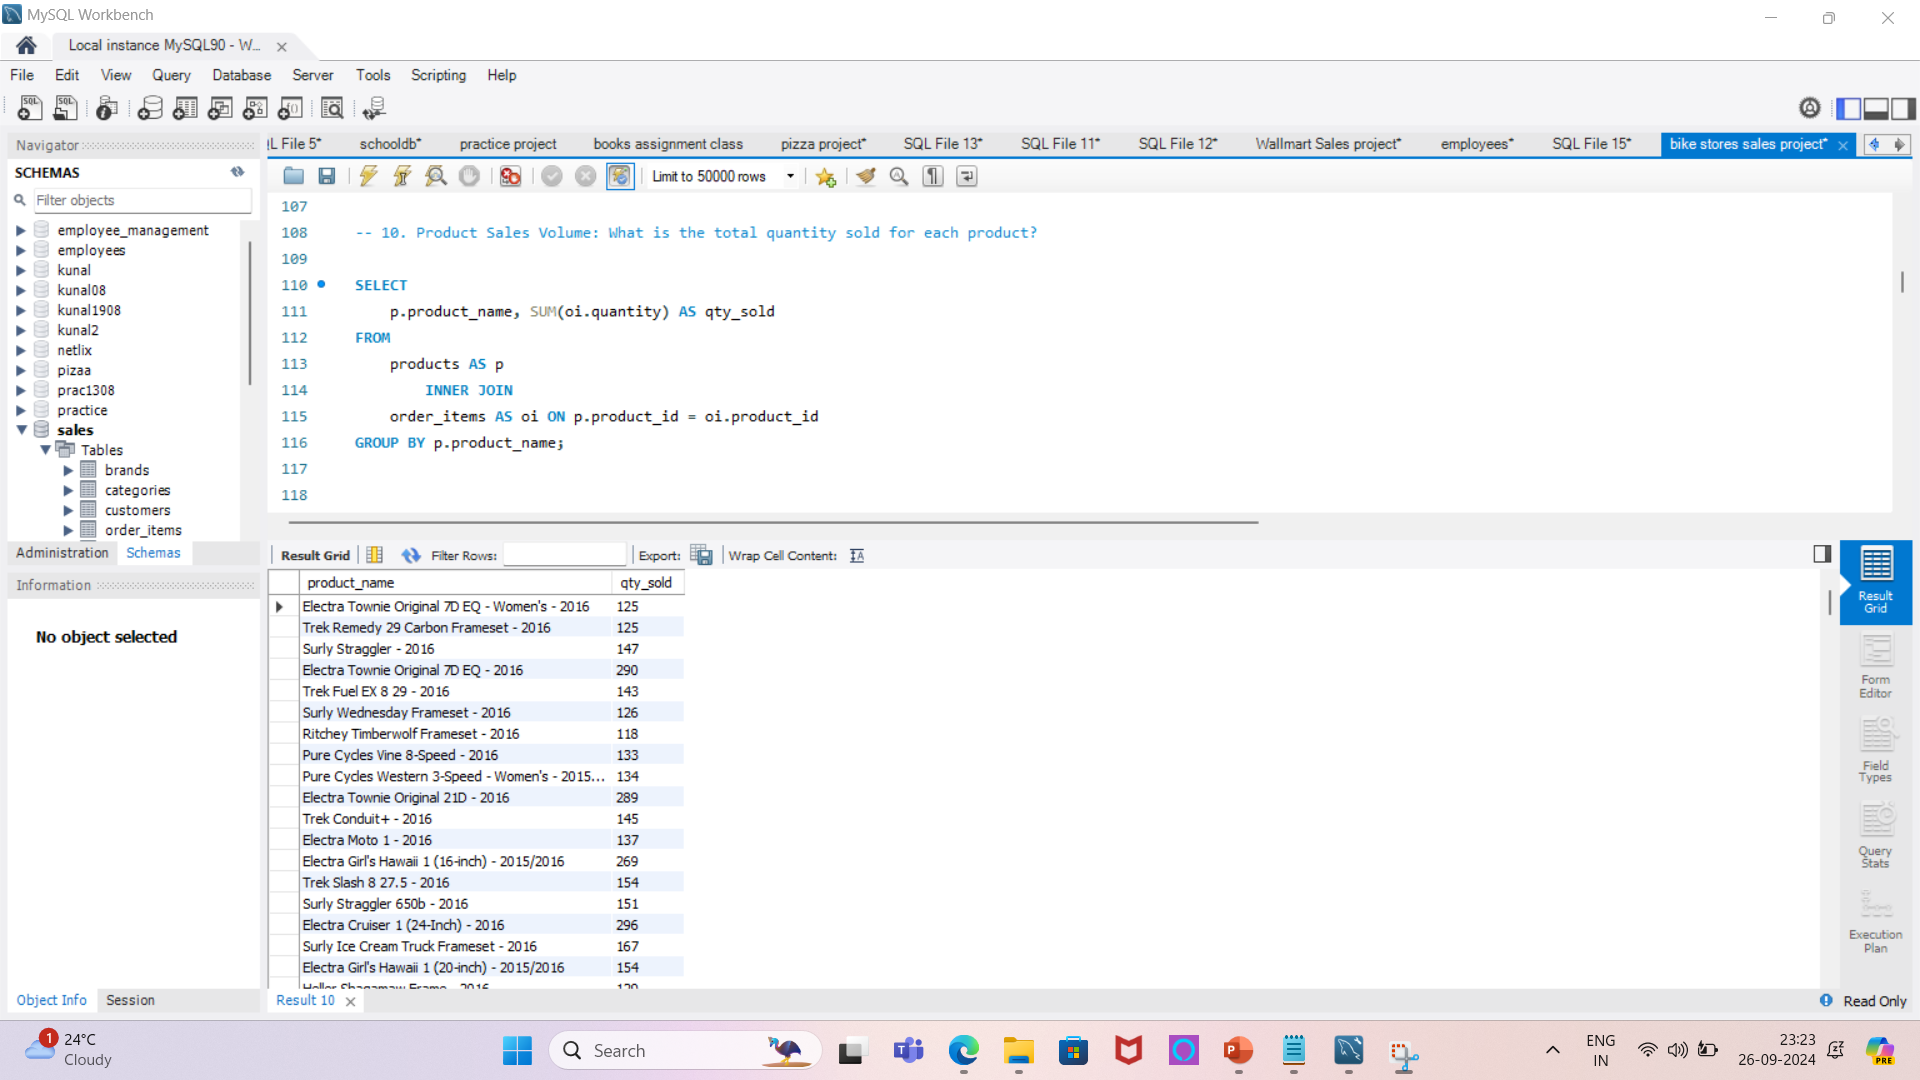 MySQL Workbench
Local instance MySQL90 - W...
File Edit View Query Database Server Tools Scripting Help
Navigator
L File 5* schooldb* practice project books assignment class pizza project* SQL File 13* SQL File 11* SQL File 12* Wallmart Sales project* employees* SQL File 15* bike stores sales project*
SCHEMAS
Limit to 50000 rows
Filter objects
employee_management
employees
kunal
kunal08
kunal1908
kunal2
netlix
pizaa
prac1308
practice
sales
Tables
brands
categories
customers
order_items
Administration Schemas
Information
No object selected
Object Info Session
107
108 -- 10. Product Sales Volume: What is the total quantity sold for each product?
109
110 SELECT
111 p.product_name, SUM(oi.quantity) AS qty_sold
112 FROM
113 products AS p
114 INNER JOIN
115 order_items AS oi ON p.product_id = oi.product_id
116 GROUP BY p.product_name;
117
118
Result Grid Filter Rows: Export: Wrap Cell Content:
product_name qty_sold
Electra Townie Original 7D EQ - Women's - 2016 125
Trek Remedy 29 Carbon Frameset - 2016 125
Surly Straggler - 2016 147
Electra Townie Original 7D EQ - 2016 290
Trek Fuel EX 8 29 - 2016 143
Surly Wednesday Frameset - 2016 126
Ritchey Timberwolf Frameset - 2016 118
Pure Cycles Vine 8-Speed - 2016 133
Pure Cycles Western 3-Speed - Women's - 2015... 134
Electra Townie Original 21D - 2016 289
Trek Conduit+ - 2016 145
Electra Moto 1 - 2016 137
Electra Girl's Hawaii 1 (16-inch) - 2015/2016 269
Trek Slash 8 27.5 - 2016 154
Surly Straggler 650b - 2016 151
Electra Cruiser 1 (24-Inch) - 2016 296
Surly Ice Cream Truck Frameset - 2016 167
Electra Girl's Hawaii 1 (20-inch) - 2015/2016 154
Result 10
Result
Grid
Form
Editor
Field
Types
Query
Stats
Execution
Plan
Read Only
1
24°C
Cloudy
Search
ENG
IN
23:23
26-09-2024
PRE